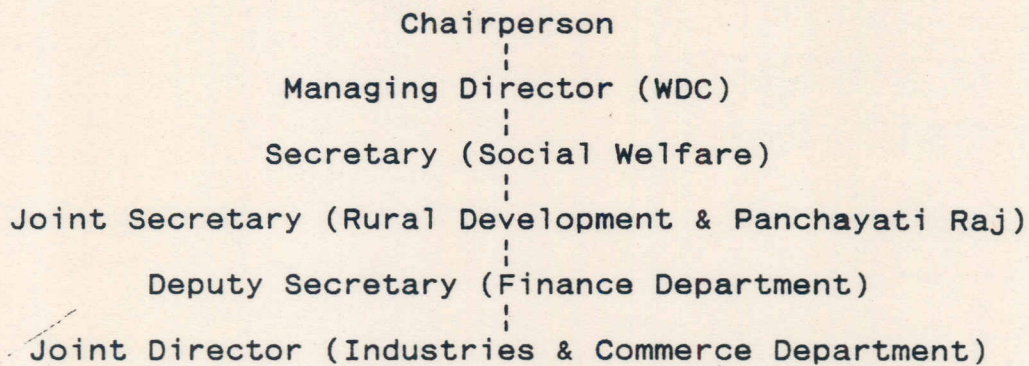 Chairperson
Managing Director (WDC)
Secretary (Social Welfare)
Joint Secretary (Rural Development & Panchayati Raj)
Deputy Secretary (Finance Department)
Joint Director (Industries & Commerce Department)